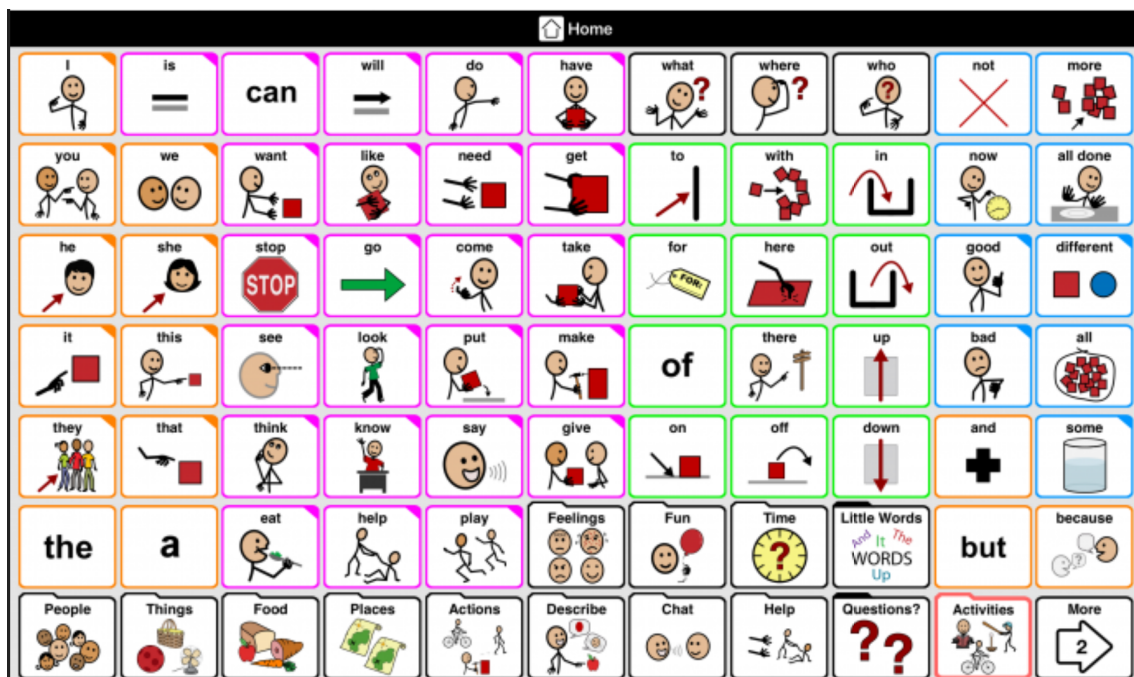 Home
I is can will do have what where who not more
you we want like need get to with in now all done
he she stop go come take for here out good different
STOP FOR:
it this see look put make of there up bad all
they that think know say give on off down and some
the a eat help play Feelings Fun Time Little Words but because
And It The
WORDS
Up
People Things Food Places Actions Describe Chat Help Questions? Activities More
2